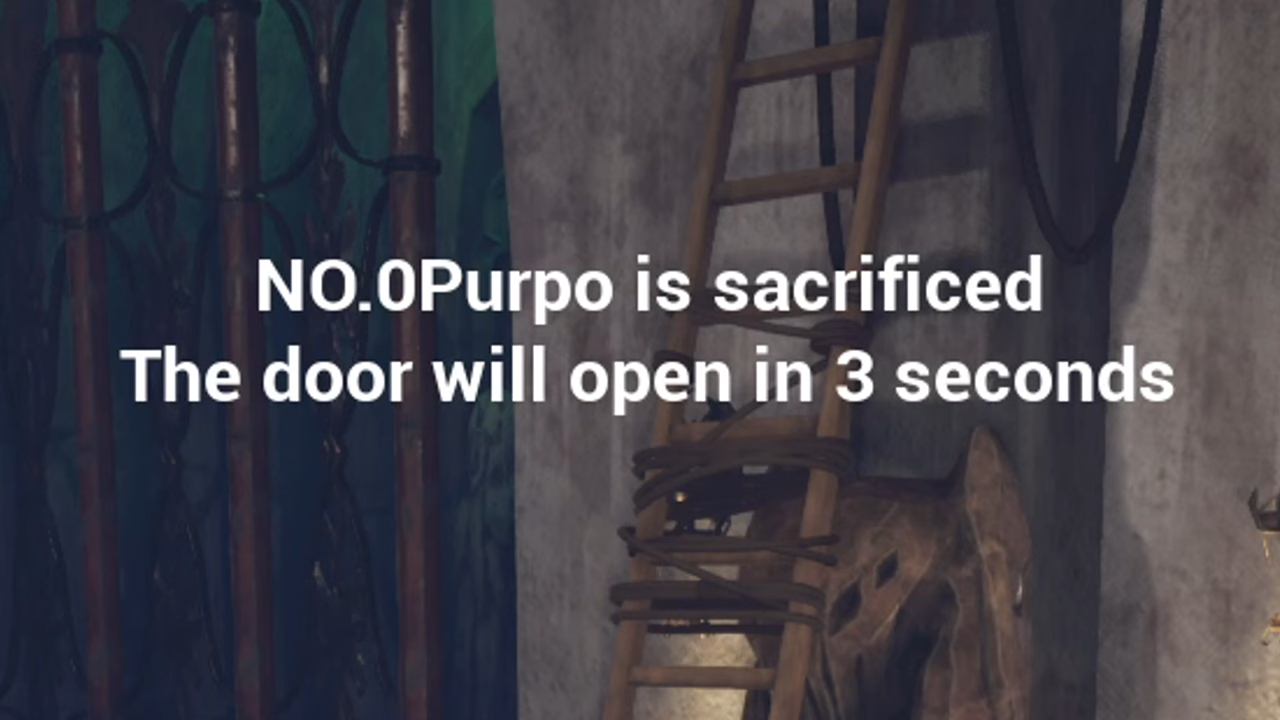 NO.0Purpo is sacrificed
The door will open in 3 seconds